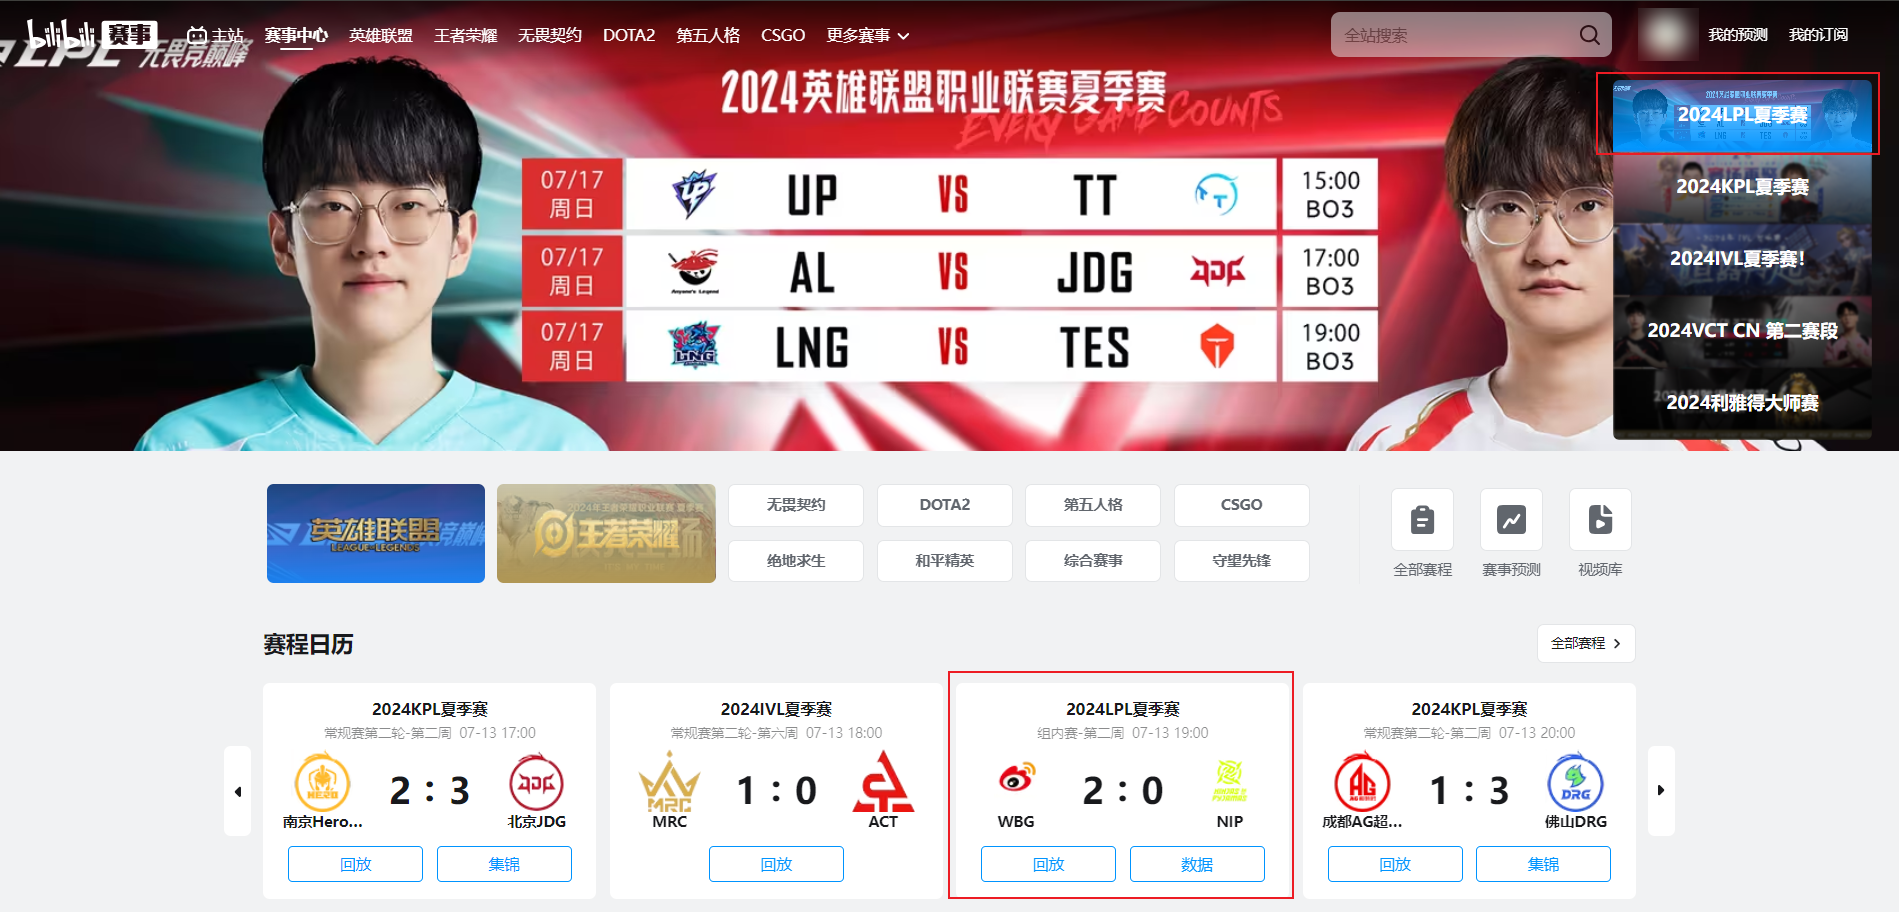 bilibili 赛事
主站 赛事中心 英雄联盟 王者荣耀 无畏契约 DOTA2 第五人格 CSGO 更多赛事
全站搜索
我的预测 我的订阅
LPL 无畏竞巅峰
2024英雄联盟职业联赛夏季赛
EVERY GAME COUNTS
07/17 周日 UP VS TT 15:00 BO3
07/17 周日 AL VS JDG 17:00 BO3
07/17 周日 LNG VS TES 19:00 BO3
2024LPL夏季赛
2024KPL夏季赛
2024IVL夏季赛!
2024VCT CN 第二赛段
2024利雅得大师赛
英雄联盟
LEAGUE-LEGENDS
王者荣耀
无畏契约 DOTA2 第五人格 CSGO
绝地求生 和平精英 综合赛事 守望先锋
全部赛程 赛事预测 视频库
赛程日历
全部赛程
2024KPL夏季赛
常规赛第二轮-第二周 07-13 17:00
HERO
2 : 3
JDG
南京Hero... 北京JDG
回放 集锦
2024IVL夏季赛
常规赛第二轮-第六周 07-13 18:00
MRC
1 : 0
MRC ACT
回放
2024LPL夏季赛
组内赛-第二周 07-13 19:00
2 : 0
WBG NIP
回放 数据
2024KPL夏季赛
常规赛第二轮-第二周 07-13 20:00
AG
1 : 3
DRG
成都AG超... 佛山DRG
回放 集锦